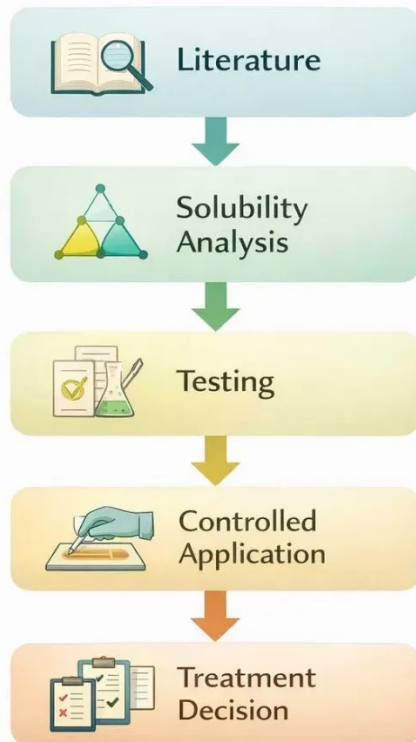 Literature
Solubility
Analysis
Testing
Controlled
Application
Treatment
Decision